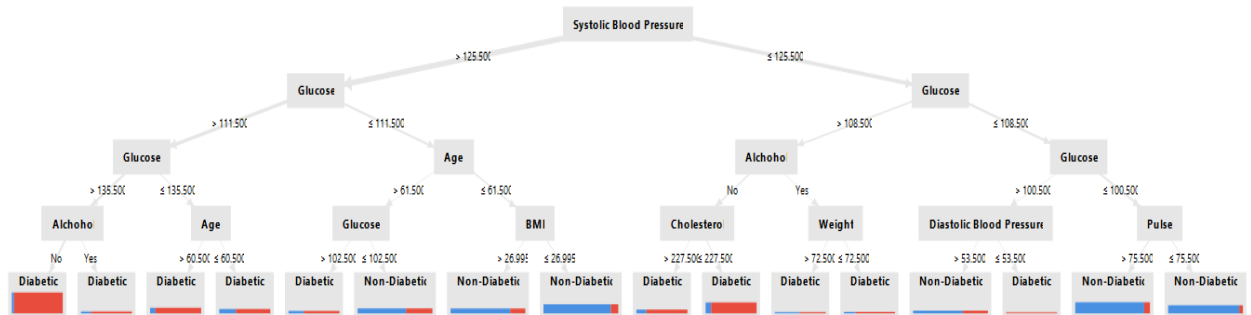 Systolic Blood Pressure
> 125.500 ≤ 125.500
Glucose Glucose
> 111.500 ≤ 111.500 > 108.500 ≤ 108.500
Glucose Age Alchohol Glucose
> 135.500 ≤ 135.500 > 61.500 ≤ 61.500 No Yes > 100.500 ≤ 100.500
Alchohol Age Glucose BMI Cholesterol Weight Diastolic Blood Pressure Pulse
No Yes > 60.500 ≤ 60.500 > 102.500 ≤ 102.500 > 26.995 ≤ 26.995 > 227.500 ≤ 227.500 > 72.500 ≤ 72.500 > 53.500 ≤ 53.500 > 75.500 ≤ 75.500
Diabetic Diabetic Diabetic Diabetic Diabetic Non-Diabetic Non-Diabetic Non-Diabetic Diabetic Diabetic Diabetic Diabetic Non-Diabetic Diabetic Non-Diabetic Non-Diabetic